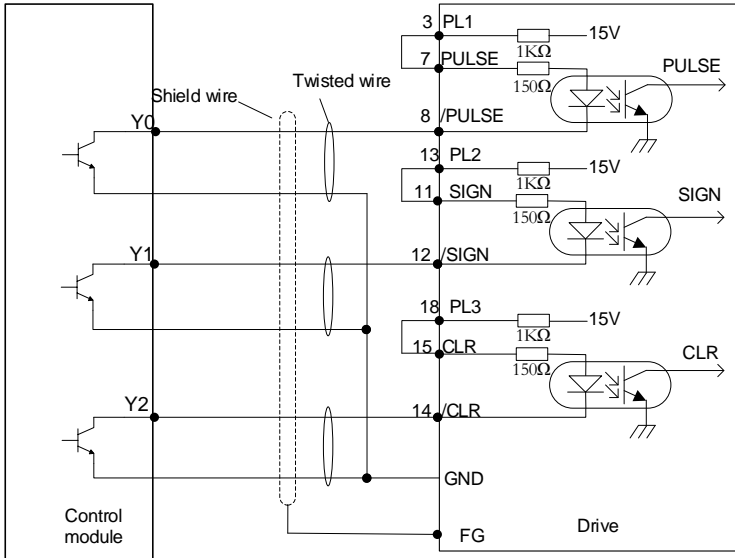 3 PL1
15V
1KΩ
7 PULSE
150Ω
PULSE
Shield wire
Twisted wire
Y0
8 /PULSE
13 PL2
15V
1KΩ
11 SIGN
150Ω
SIGN
Y1
12 /SIGN
18 PL3
15V
1KΩ
15 CLR
150Ω
CLR
Y2
14 /CLR
GND
Control
module
FG
Drive